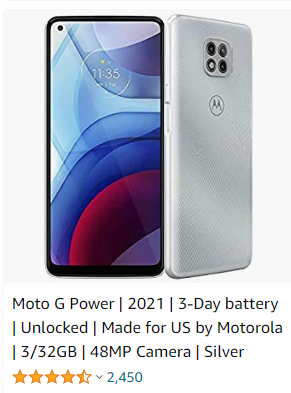 11:35
Moto G Power | 2021 | 3-Day battery
| Unlocked | Made for US by Motorola
| 3/32GB | 48MP Camera | Silver
2,450